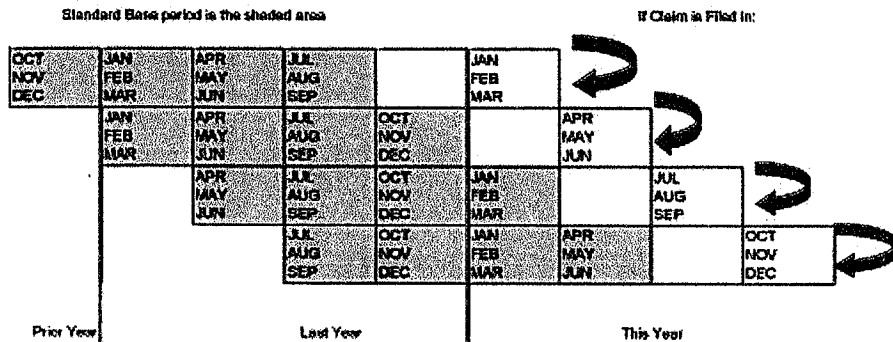 Standard Base period is the shaded area
If Claim is Filed in:
OCT JAN APR JUL JAN
NOV FEB MAY AUG FEB
DEC MAR JUN SEP MAR
JAN APR JUL OCT APR
FEB MAY AUG NOV MAY
MAR JUN SEP DEC JUN
APR JUL OCT JAN JUL
MAY AUG NOV FEB AUG
JUN SEP DEC MAR SEP
JUL OCT JAN APR OCT
AUG NOV FEB MAY NOV
SEP DEC MAR JUN DEC
Prior Year Last Year This Year